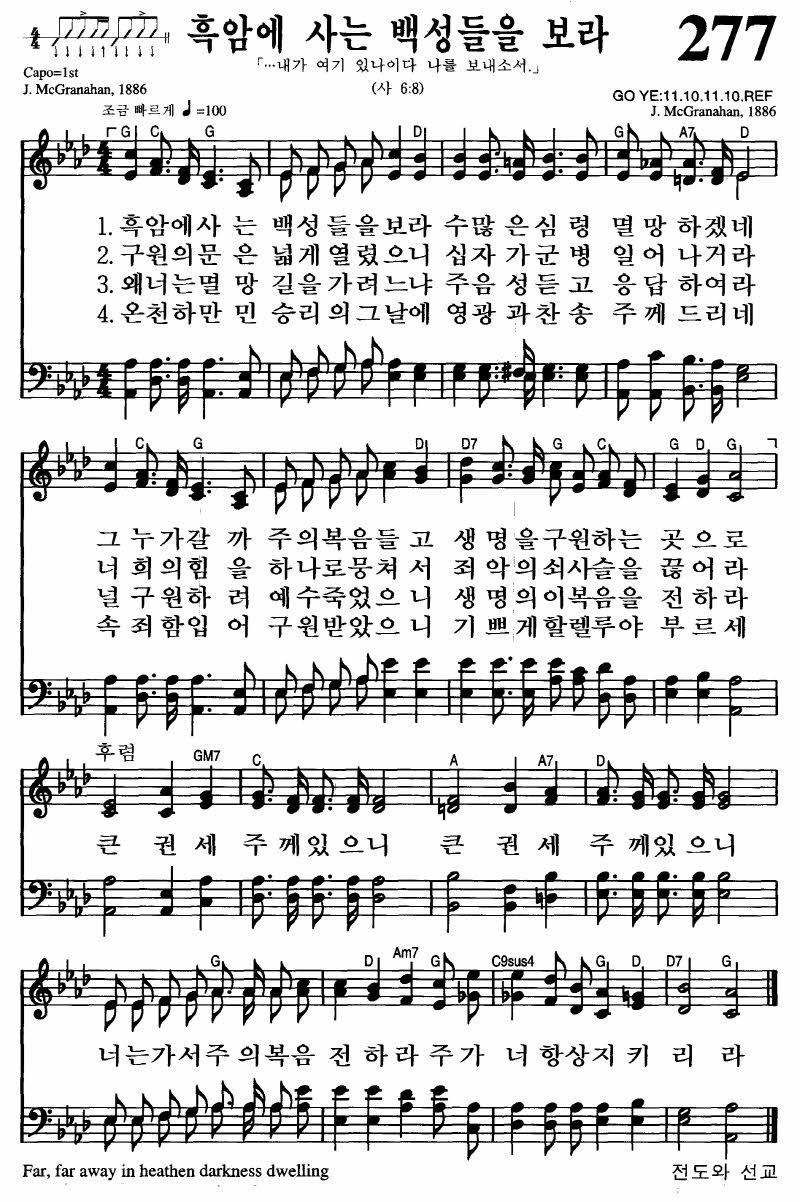 흑암에 사는 백성들을 보라
277
「…내가 여기 있나이다 나를 보내소서.」
Capo=1st
J. McGranahan, 1886
(사 6:8)
GO YE:11.10.11.10.REF
J. McGranahan, 1886
조금 빠르게 ♩=100
G C G D G A7 D
1. 흑암에사 는 백성 들을보라 수많 은심 령 멸망 하겠네
2. 구원의문 은 넓게 열렸으니 십자 가군 병 일어 나거라
3. 왜너는멸 망 길을가려느냐 주음 성듣 고 응답 하여라
4. 온천하만 민 승리 의그날에 영광 과찬 송 주께 드리네
C G D D7 G C G D G
그 누가갈 까 주의복음들 고 생명 을구원하는 곳으로
너 희의힘 을 하나로뭉쳐 서 죄악 의쇠사슬을 끊어라
널 구원하 려 예수죽었으 니 생명 의이복음을 전하라
속 죄함입 어 구원받았으 니 기쁘 게할렐루야 부르세
후렴
GM7 C A A7 D
큰 권 세 주 께있 으니 큰 권 세 주 께있 으니
G D Am7 G C9sus4 G D D7 G
너는가서주 의복음 전 하라 주가 너 항상지 키 리 라
Far, far away in heathen darkness dwelling
전도와 선교